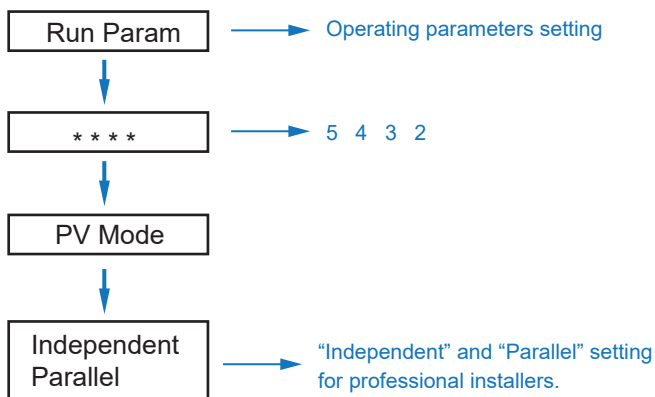 Run Param
Operating parameters setting
* * * *
5 4 3 2
PV Mode
Independent
Parallel
“Independent” and “Parallel” setting
for professional installers.